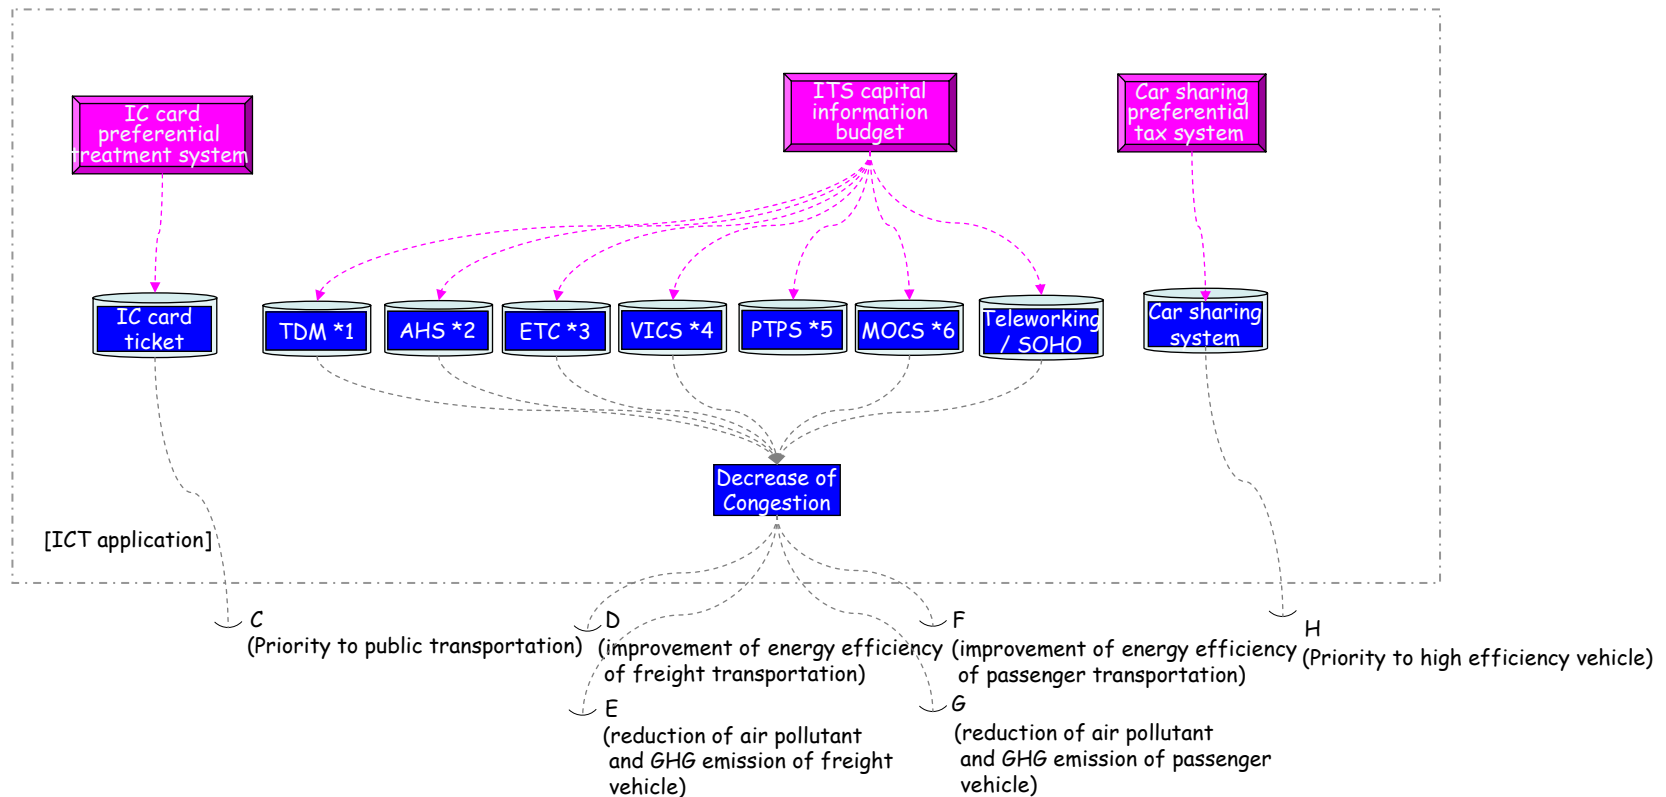 IC card
preferential
treatment system
ITS capital
information
budget
Car sharing
preferential
tax system
IC card
ticket
TDM *1
AHS *2
ETC *3
VICS *4
PTPS *5
MOCS *6
Teleworking
/ SOHO
Car sharing
system
Decrease of
Congestion
[ICT application]
C
(Priority to public transportation)
D
(improvement of energy efficiency
of freight transportation)
E
(reduction of air pollutant
and GHG emission of freight
vehicle)
F
(improvement of energy efficiency
of passenger transportation)
G
(reduction of air pollutant
and GHG emission of passenger
vehicle)
H
(Priority to high efficiency vehicle)